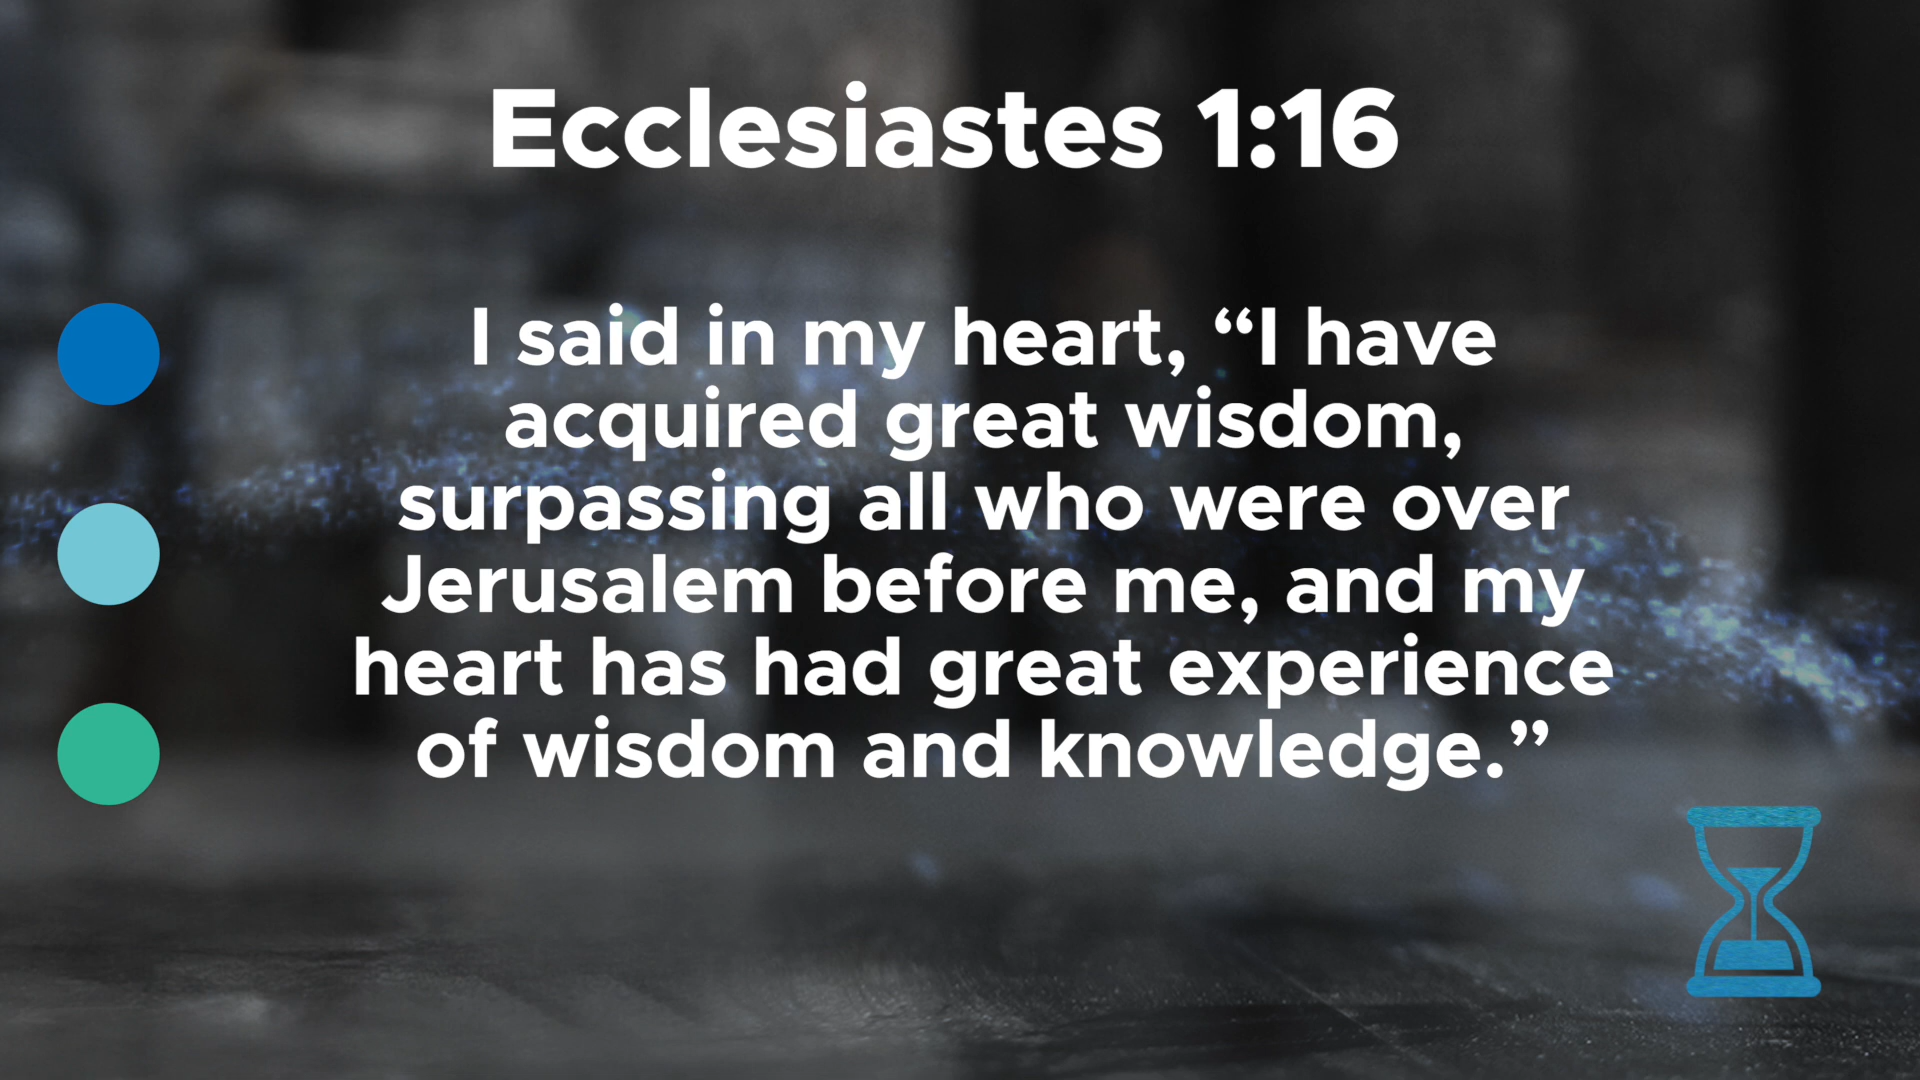 Ecclesiastes 1:16
I said in my heart, “I have
acquired great wisdom,
surpassing all who were over
Jerusalem before me, and my
heart has had great experience
of wisdom and knowledge.”